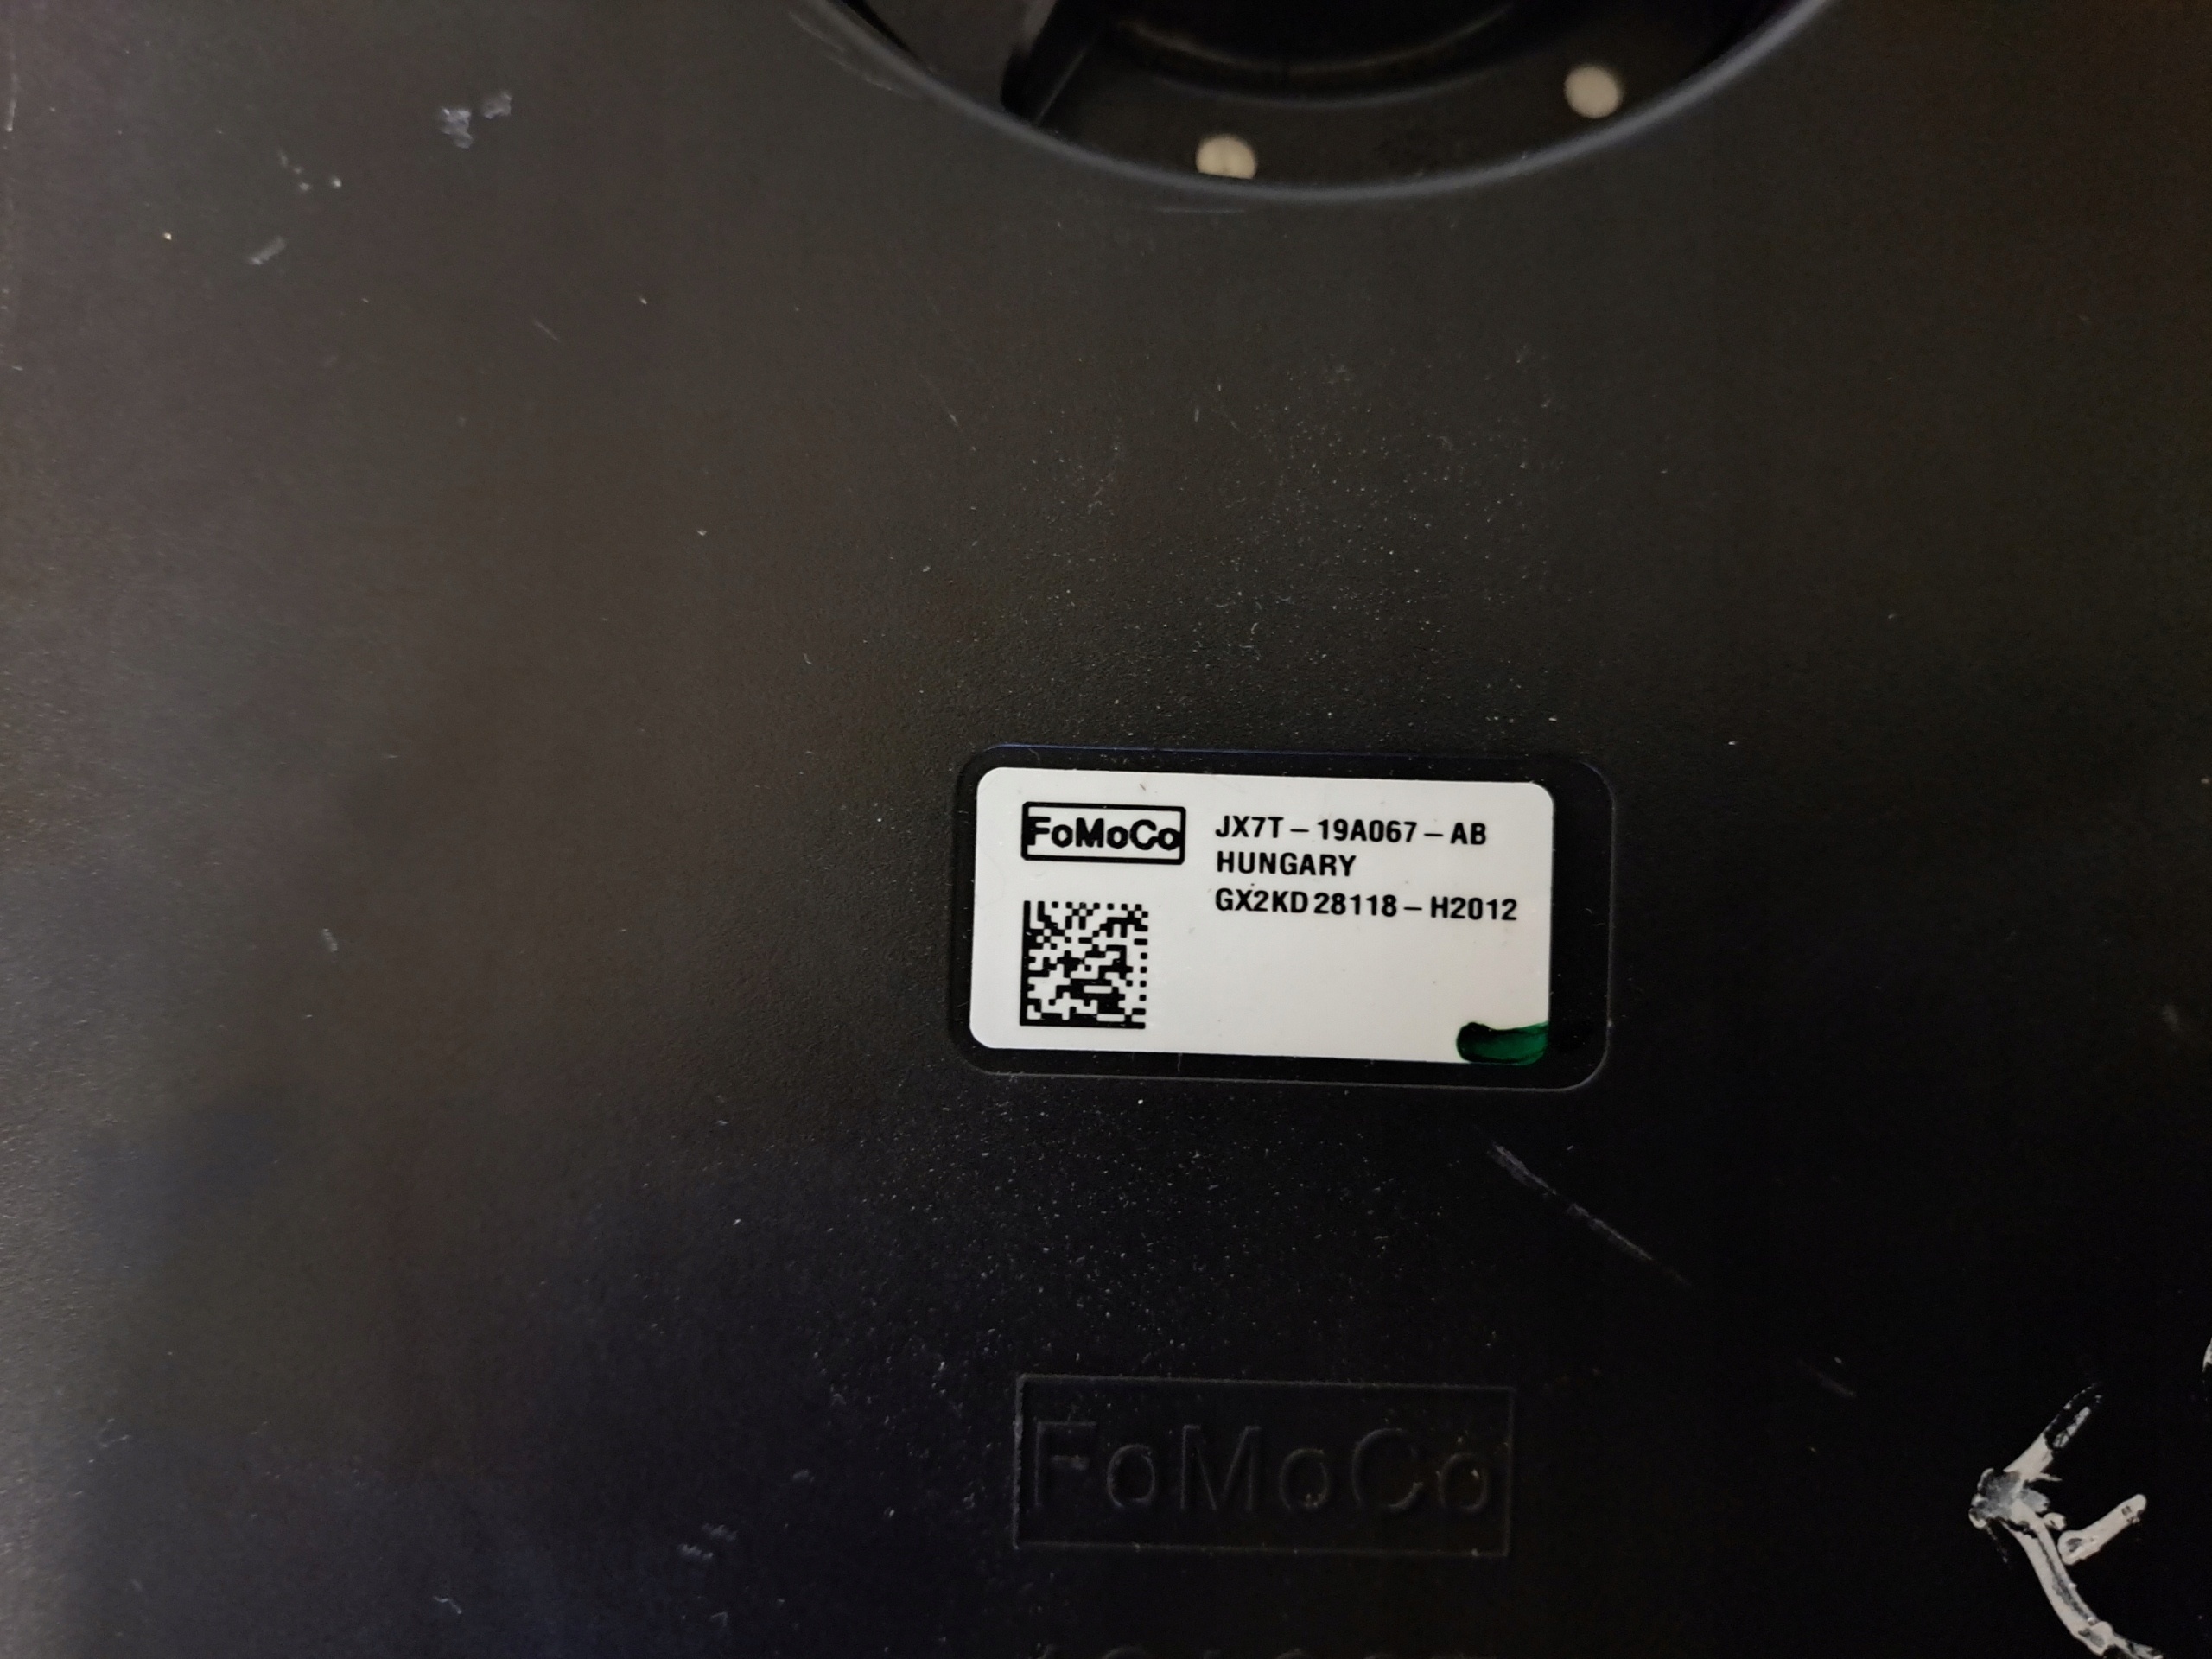 FoMoCo
JX7T-19A067-AB
HUNGARY
GX2KD 28118-H2012
FoMoCo